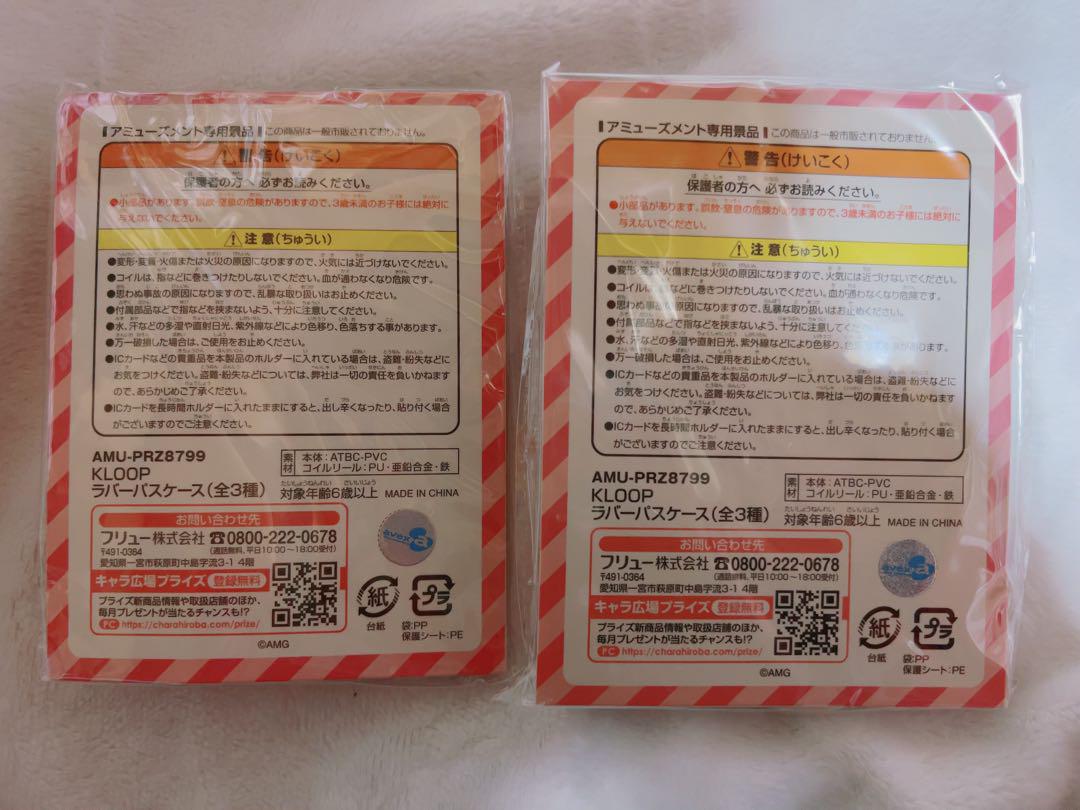 アミューズメント専用景品 この商品は一般市販されておりません。
警告(けいこく)
保護者の方へ 必ずお読みください。
●小部品があります。誤飲・窒息の危険がありますので、3歳未満のお子様には絶対に
与えないでください。
注意(ちゅうい)
●変形・変質・火傷または火災の原因になりますので、火気には近づけないでください。
●コイルは、指などに巻きつけたりしないでください。血が通わなくなり危険です。
●思わぬ事故の原因になりますので、乱暴な取り扱いはお止めください。
●付属部品などで指などを挟まないよう、十分に注意してください。
●水、汗などの多湿や直射日光、紫外線などにより色移り、色落ちする事があります。
●万一破損した場合は、ご使用をお止めください。
●ICカードなどの貴重品を本製品のホルダーに入れている場合は、盗難・紛失などに
お気をつけください。盗難・紛失などについては、弊社は一切の責任を負いかねます
ので、あらかじめご了承ください。
●ICカードを長時間ホルダーに入れたままにすると、出し辛くなったり、貼り付く場合
がございますのでご注意ください。
AMU-PRZ8799
KLOOP
ラバーパスケース(全3種)
素材 本体:ATBC-PVC
コイルリール:PU・亜鉛合金・鉄
たいしょうねんれい さいいじょう
対象年齢6歳以上 MADE IN CHINA
お問い合わせ先
フリュー株式会社 ☎0800-222-0678
〒491-0364 (通話無料、平日10:00~18:00受付)
愛知県一宮市萩原町中島字流3-1 4階
キャラ広場プライズ 登録無料
プライズ新商品情報や取扱店舗のほか、
毎月プレゼントが当たるチャンスも!?
PC https://charahiroba.com/prize/
avex
紙
台紙
プラ
袋:PP
保護シート:PE
©AMG
アミューズメント専用景品 この商品は一般市販されておりません。
警告(けいこく)
保護者の方へ 必ずお読みください。
●小部品があります。誤飲・窒息の危険がありますので、3歳未満のお子様には絶対に
与えないでください。
注意(ちゅうい)
●変形・変質・火傷または火災の原因になりますので、火気には近づけないでください。
●コイルは、などに巻きつけたりしないでください。血が通わなくなり危険です。
●思わぬ事故の原因になりますので、乱暴な取り扱いはお止めください。
●付属部品などで指などを挟まないよう、十分に注意してください。
●水、汗などの多湿や直射日光、紫外線などにより色移り、色
●万一破損した場合は、ご使用をお止めください。
●ICカードなどの貴重品を本製品のホルダーに入れている場合は、盗難・紛失などに
お気をつけください。盗難・紛失などについては、弊社は一切の責任を負いかねます
ので、あらかじめご了承ください。
●ICカードを長時間ホルダーに入れたままにすると、出し辛くなったり、貼り付く場合
がございますのでご注意ください。
AMU-PRZ8799
KLOOP
ラバーパスケース(全3種)
素材 本体:ATBC-PVC
コイルリール:PU・亜鉛合金・鉄
たいしょうねんれい さいいじょう
対象年齢6歳以上 MADE IN CHINA
お問い合わせ先
フリュー株式会社 ☎0800-222-0678
〒491-0364 (通話無料、平日10:00~18:00受付)
愛知県一宮市萩原町中島字流3-1 4階
キャラ広場プライズ 登録無料
プライズ新商品情報や取扱店舗のほか、
毎月プレゼントが当たるチャンスも!?
PC https://charahiroba.com/prize/
紙
台紙
プラ
袋:PP
保護シート:PE
©AMG